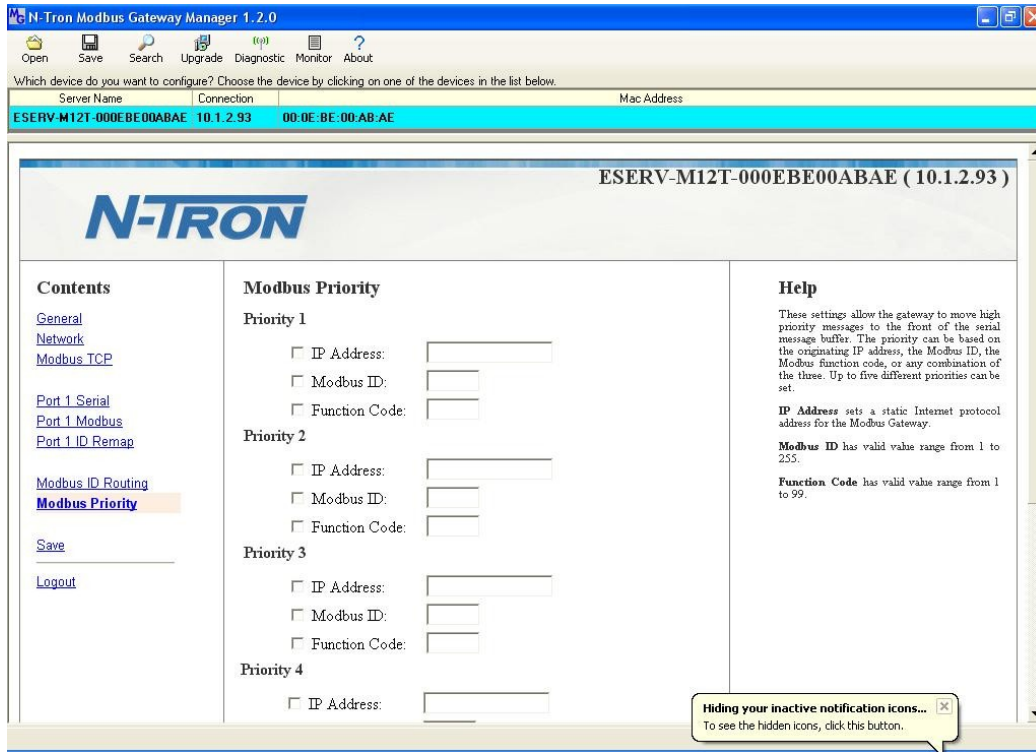 N-Tron Modbus Gateway Manager 1.2.0
Open Save Search Upgrade Diagnostic Monitor About
Which device do you want to configure? Choose the device by clicking on one of the devices in the list below.
Server Name Connection Mac Address
ESERV-M12T-000EBE00ABAE 10.1.2.93 00:0E:BE:00:AB:AE
ESERV-M12T-000EBE00ABAE ( 10.1.2.93 )
N-TRON
Contents
General
Network
Modbus TCP
Port 1 Serial
Port 1 Modbus
Port 1 ID Remap
Modbus ID Routing
Modbus Priority
Save
Logout
Modbus Priority
Priority 1
IP Address:
Modbus ID:
Function Code:
Priority 2
IP Address:
Modbus ID:
Function Code:
Priority 3
IP Address:
Modbus ID:
Function Code:
Priority 4
IP Address:
Help
These settings allow the gateway to move high
priority messages to the front of the serial
message buffer. The priority can be based on
the originating IP address, the Modbus ID, the
Modbus function code, or any combination of
the three. Up to five different priorities can be
set.
IP Address sets a static Internet protocol
address for the Modbus Gateway.
Modbus ID has valid value range from 1 to
255.
Function Code has valid value range from 1
to 99.
Hiding your inactive notification icons...
To see the hidden icons, click this button.